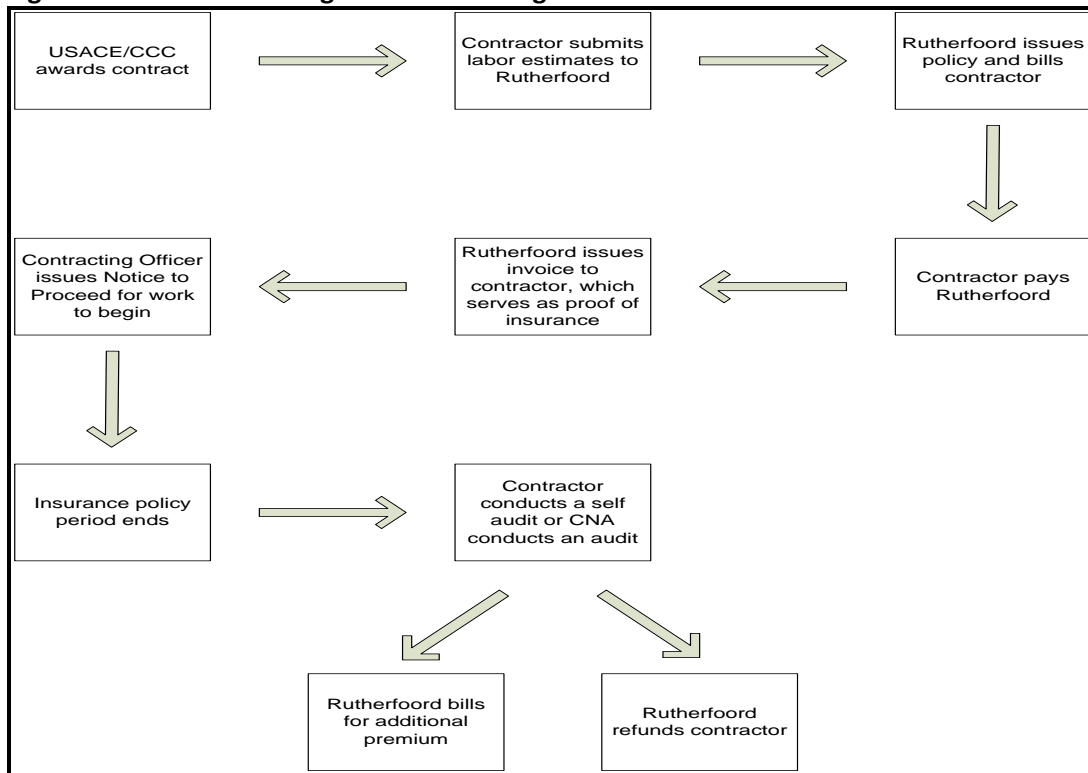 USACE/CCC
awards contract
Contractor submits
labor estimates to
Rutherfoord
Rutherfoord issues
policy and bills
contractor
Contracting Officer
issues Notice to
Proceed for work
to begin
Rutherfoord issues
invoice to
contractor, which
serves as proof of
insurance
Contractor pays
Rutherfoord
Insurance policy
period ends
Contractor
conducts a self
audit or CNA
conducts an audit
Rutherfoord bills
for additional
premium
Rutherfoord
refunds contractor